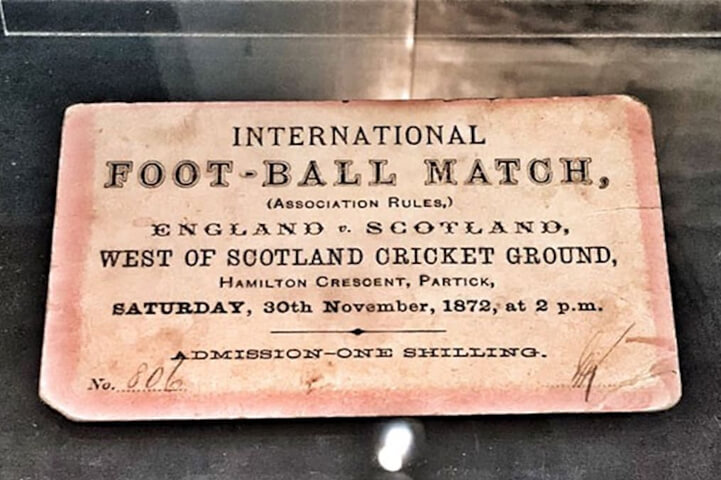 INTERNATIONAL
FOOT-BALL MATCH,
(ASSOCIATION RULES,)
ENGLAND v. SCOTLAND,
WEST OF SCOTLAND CRICKET GROUND,
HAMILTON CRESCENT, PARTICK,
SATURDAY, 30th November, 1872, at 2 p.m.
ADMISSION–ONE SHILLING.
No. 806